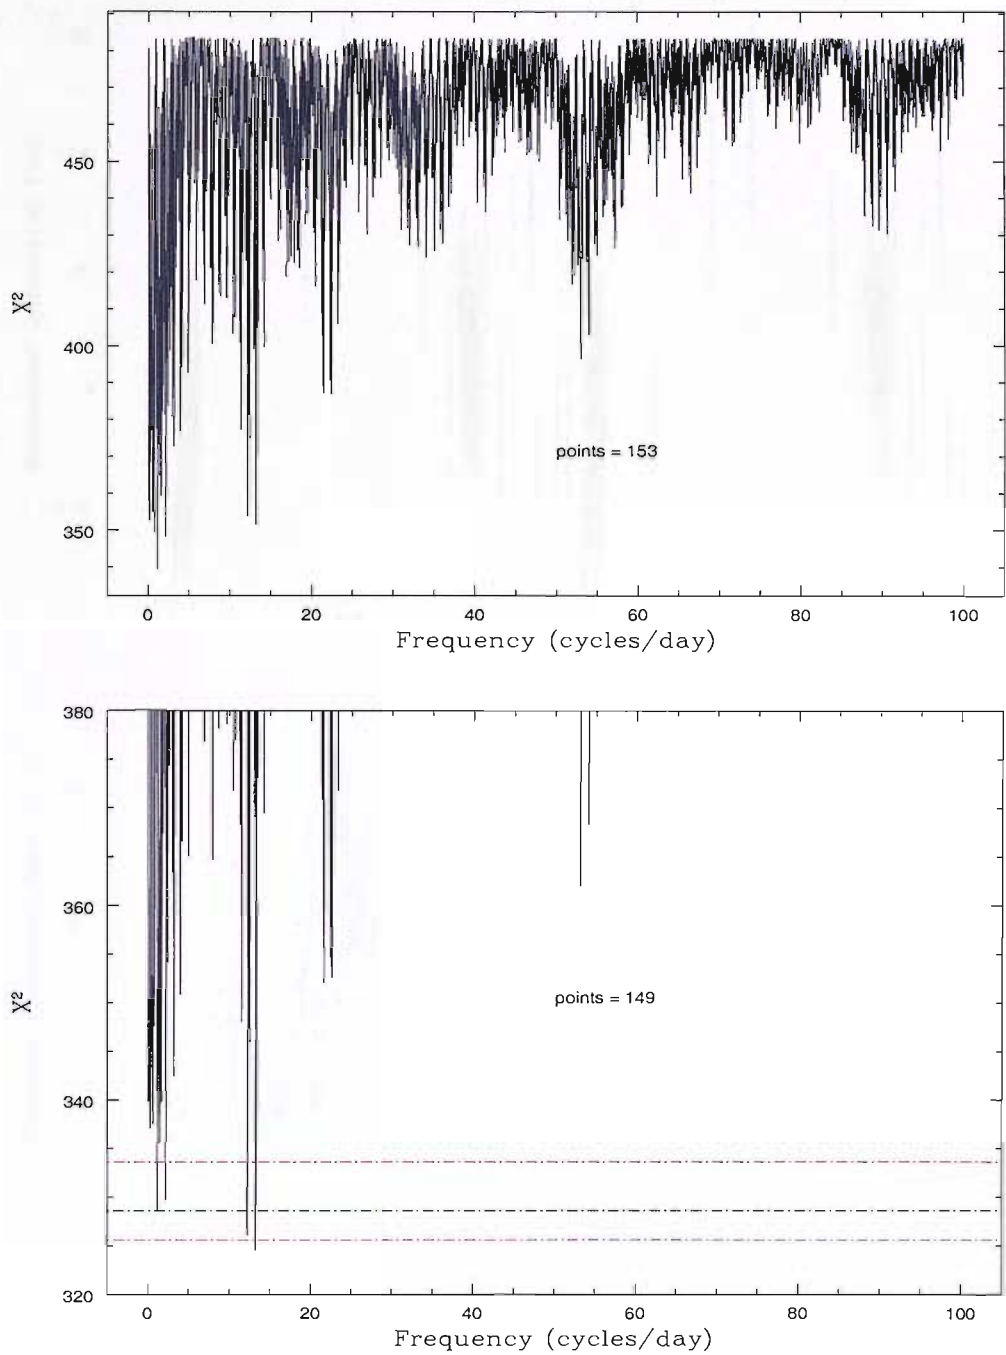 450
400
350
X²
points = 153
0 20 40 60 80 100
Frequency (cycles/day)
380
360
340
320
X²
points = 149
0 20 40 60 80 100
Frequency (cycles/day)